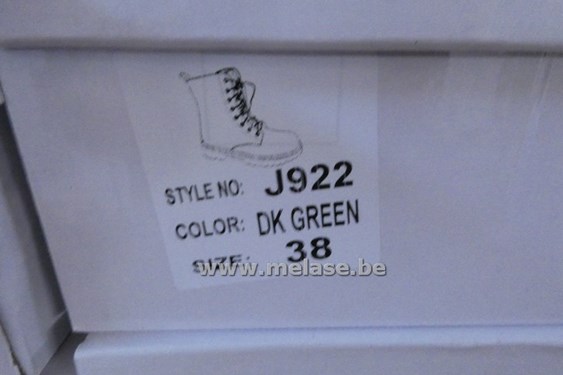 STYLE NO: J922
COLOR: DK GREEN
SIZE: 38
www.melase.be